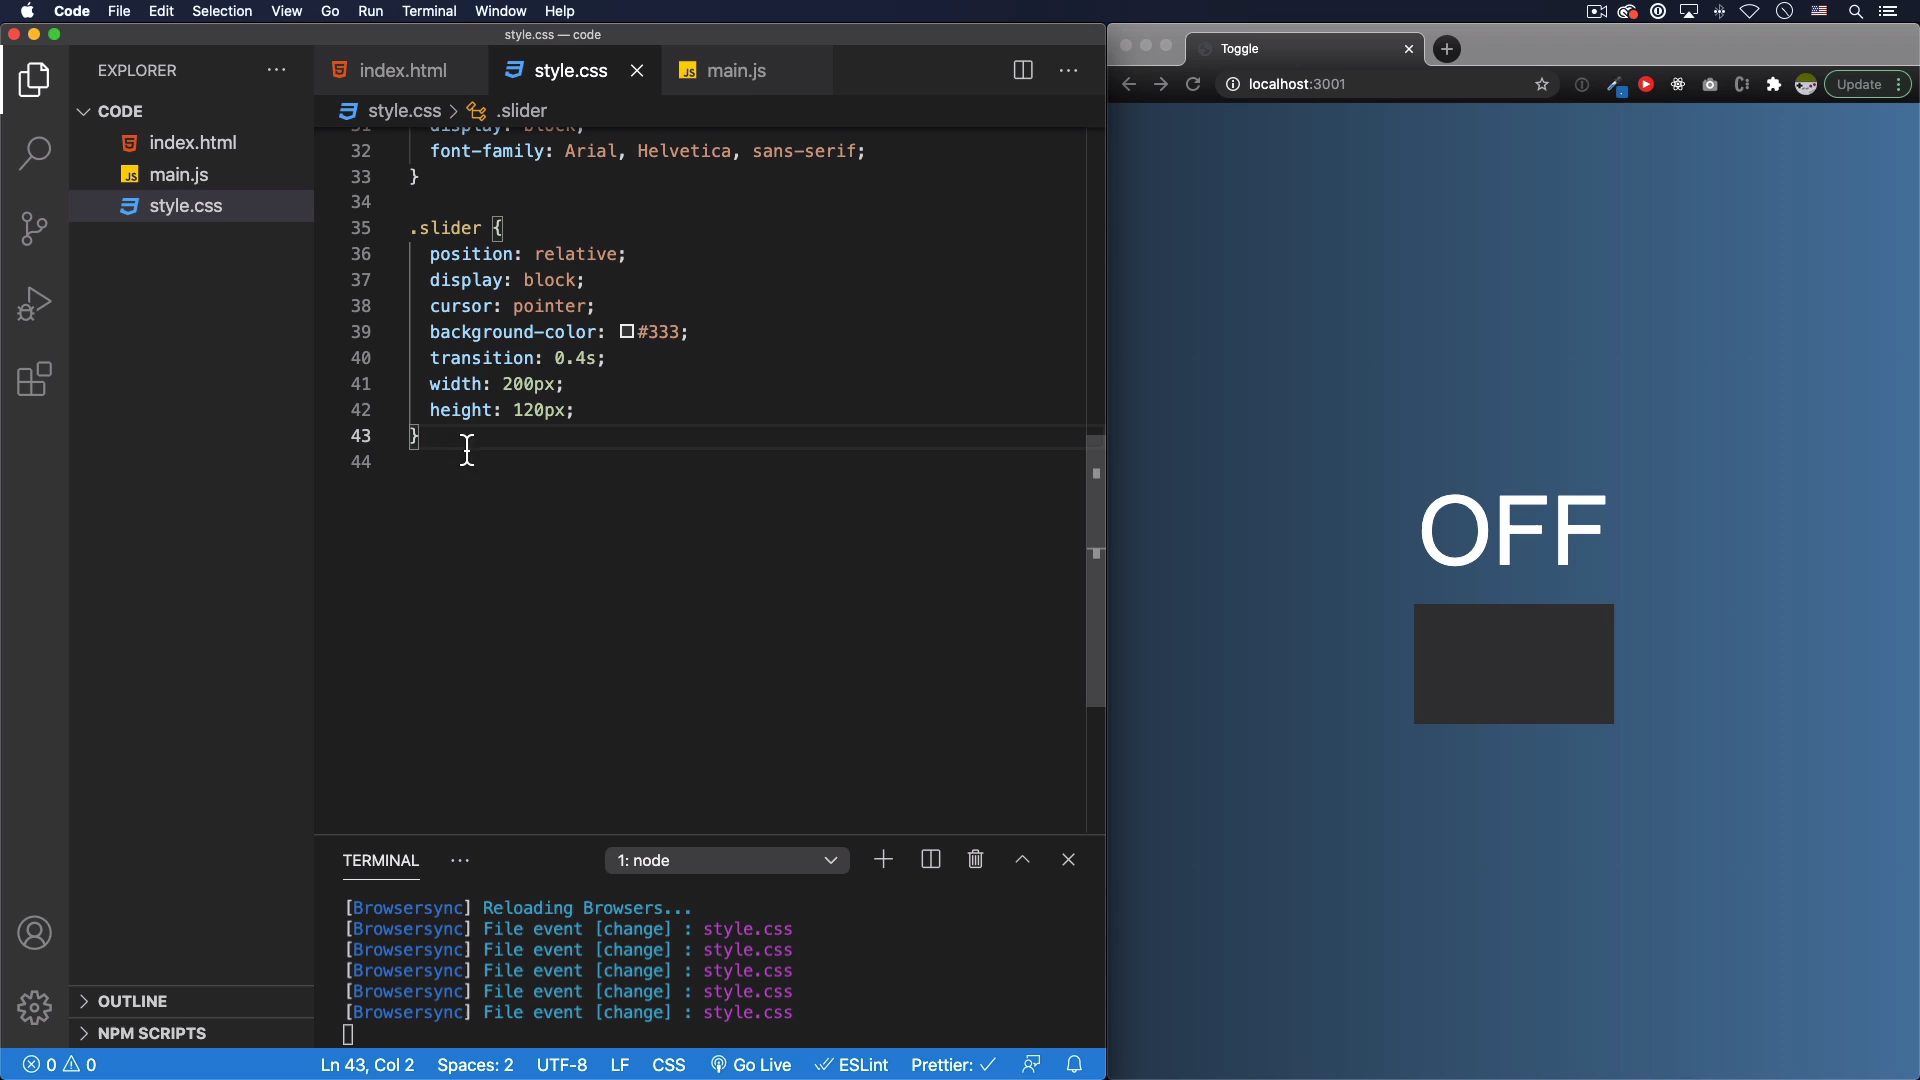 Code File Edit Selection View Go Run Terminal Window Help
style.css — code
EXPLORER
CODE
index.html
main.js
style.css
OUTLINE
NPM SCRIPTS
index.html
style.css
main.js
style.css > .slider
31 display: block;
32 font-family: Arial, Helvetica, sans-serif;
33 }
34
35 .slider {
36 position: relative;
37 display: block;
38 cursor: pointer;
39 background-color: #333;
40 transition: 0.4s;
41 width: 200px;
42 height: 120px;
43 }
44
TERMINAL
1: node
[Browsersync] Reloading Browsers...
[Browsersync] File event [change] : style.css
[Browsersync] File event [change] : style.css
[Browsersync] File event [change] : style.css
[Browsersync] File event [change] : style.css
[Browsersync] File event [change] : style.css
0 0 Ln 43, Col 2 Spaces: 2 UTF-8 LF CSS Go Live ESLint Prettier: ✓
Toggle
localhost:3001
Update
OFF